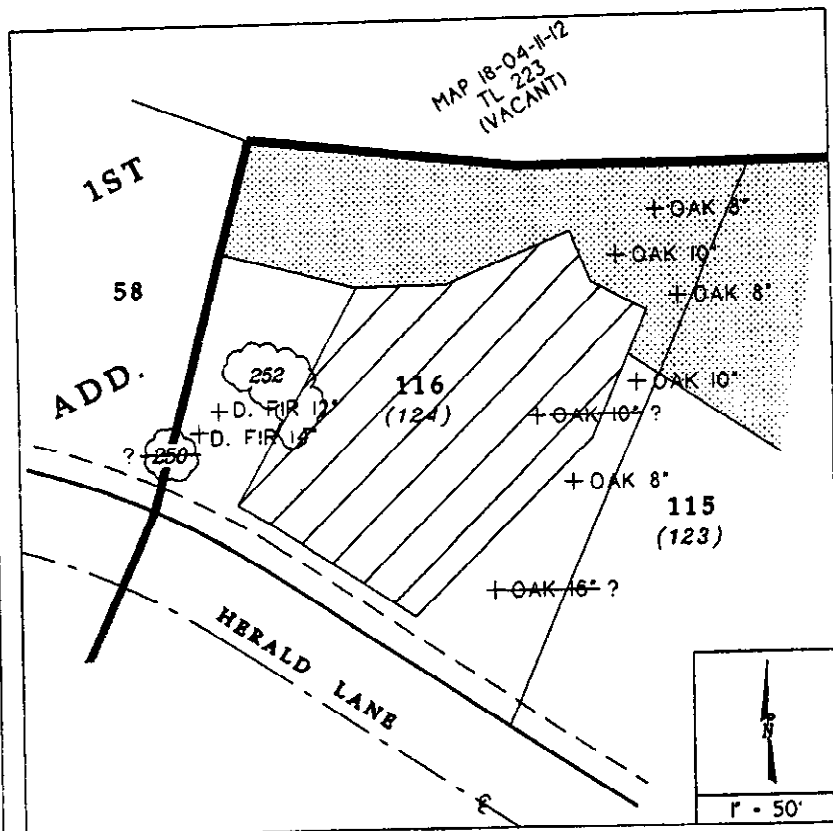 MAP 18-04-11-12
TL 223
(VACANT)
1ST
58
ADD.
OAK 8"
OAK 10"
OAK 8"
OAK 10"
252
116
(124)
D. FIR 12"
OAK 10" ?
D. FIR 14"
? 250
OAK 8"
115
(123)
OAK 16" ?
HERALD LANE
N
1" - 50'